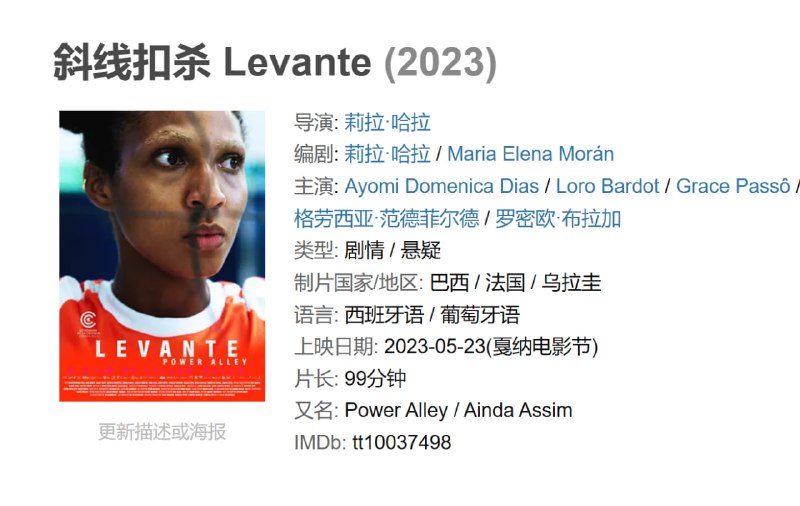 斜线扣杀 Levante (2023)
LEVANTE
POWER ALLEY
更新描述或海报
导演: 莉拉·哈拉
编剧: 莉拉·哈拉 / Maria Elena Morán
主演: Ayomi Domenica Dias / Loro Bardot / Grace Passô /
格劳西亚·范德菲尔德 / 罗密欧·布拉加
类型: 剧情 / 悬疑
制片国家/地区: 巴西 / 法国 / 乌拉圭
语言: 西班牙语 / 葡萄牙语
上映日期: 2023-05-23(戛纳电影节)
片长: 99分钟
又名: Power Alley / Ainda Assim
IMDb: tt10037498